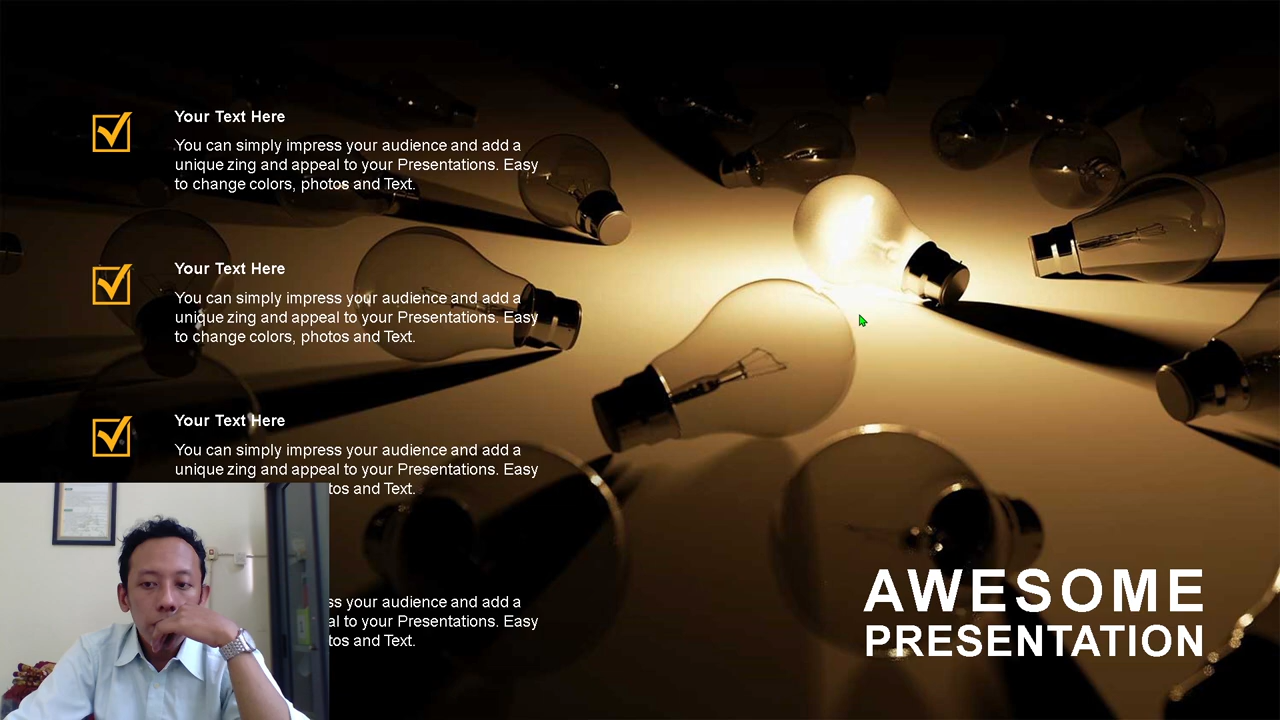 Your Text Here
You can simply impress your audience and add a
unique zing and appeal to your Presentations. Easy
to change colors, photos and Text.
Your Text Here
You can simply impress your audience and add a
unique zing and appeal to your Presentations. Easy
to change colors, photos and Text.
Your Text Here
You can simply impress your audience and add a
unique zing and appeal to your Presentations. Easy
and Text.
your audience and add a
to your Presentations. Easy
and Text.
AWESOME
PRESENTATION